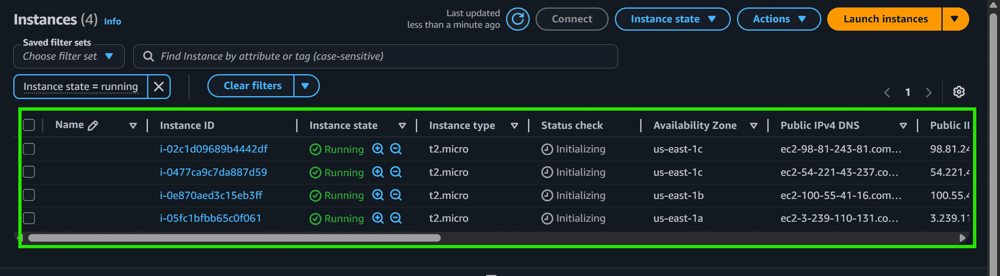 Instances (4) Info
Last updated
less than a minute ago
Connect
Instance state
Actions
Launch instances
Saved filter sets
Choose filter set
Find Instance by attribute or tag (case-sensitive)
Instance state = running
Clear filters
1
Name Instance ID Instance state Instance type Status check Availability Zone Public IPv4 DNS Public IP
i-02c1d09689b4442df Running t2.micro Initializing us-east-1c ec2-98-81-243-81.com... 98.81.24
i-0477ca9c7da887d59 Running t2.micro Initializing us-east-1c ec2-54-221-43-237.co... 54.221.4
i-0e870aed3c15eb3ff Running t2.micro Initializing us-east-1b ec2-100-55-41-16.com... 100.55.4
i-05fc1bfbb65c0f061 Running t2.micro Initializing us-east-1a ec2-3-239-110-131.co... 3.239.11